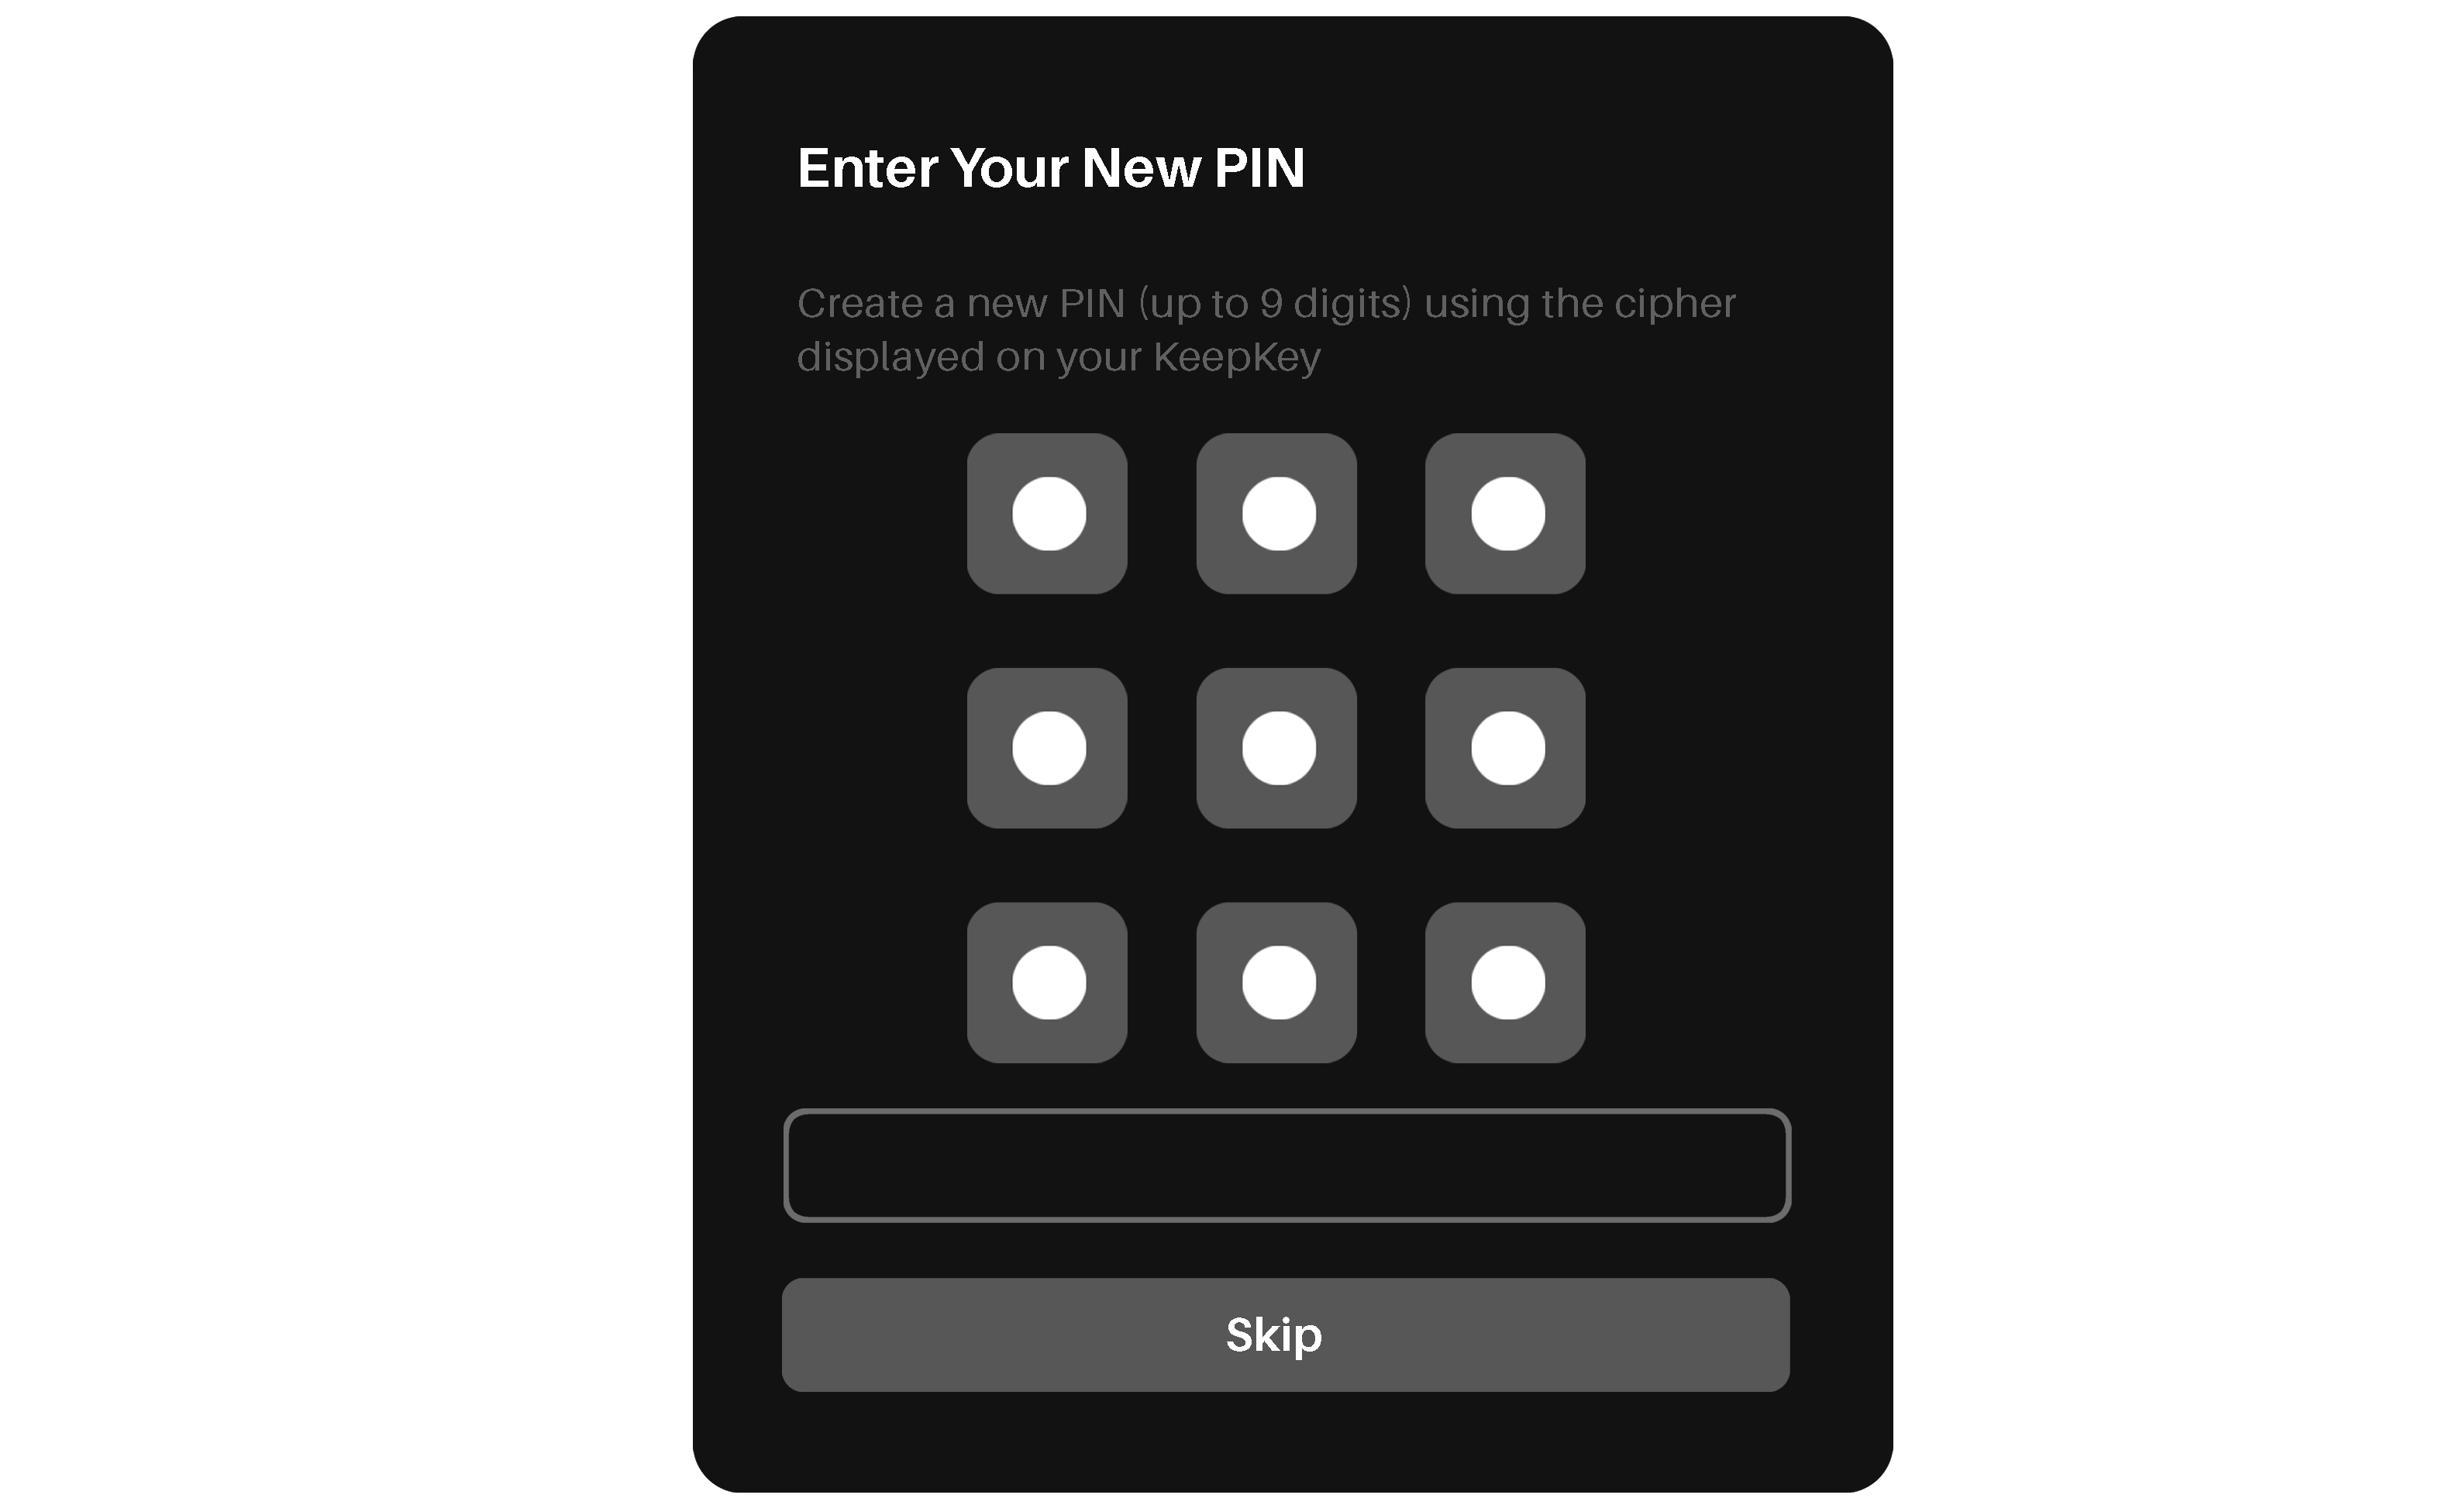 Enter Your New PIN
Create a new PIN (up to 9 digits) using the cipher
displayed on your KeepKey
Skip